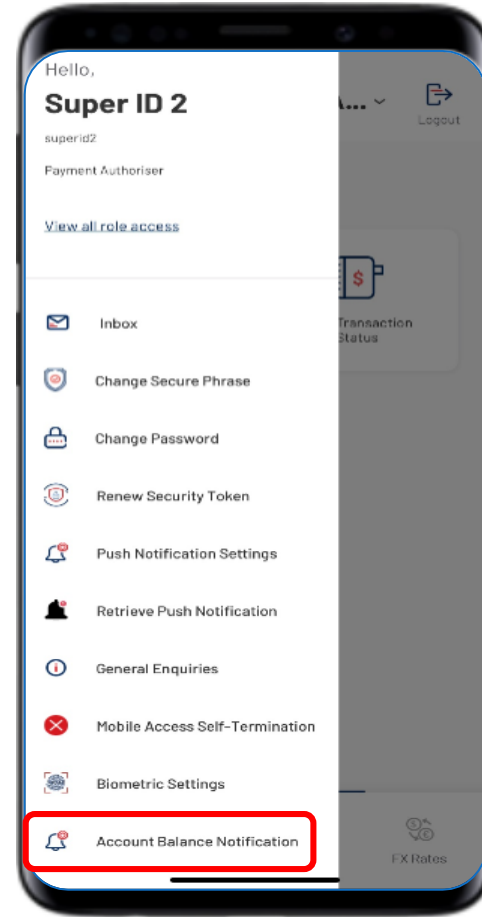 Hello,
Super ID 2
superid2
Payment Authoriser
View all role access
Logout
Transaction
Status
Inbox
Change Secure Phrase
Change Password
Renew Security Token
Push Notification Settings
Retrieve Push Notification
General Enquiries
Mobile Access Self-Termination
Biometric Settings
Account Balance Notification
FX Rates